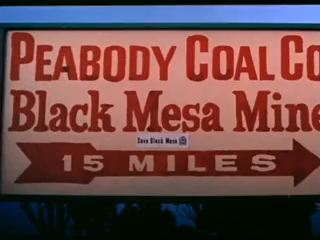 PEABODY COAL CO
Black Mesa Mine
Save Black Mesa
15 MILES